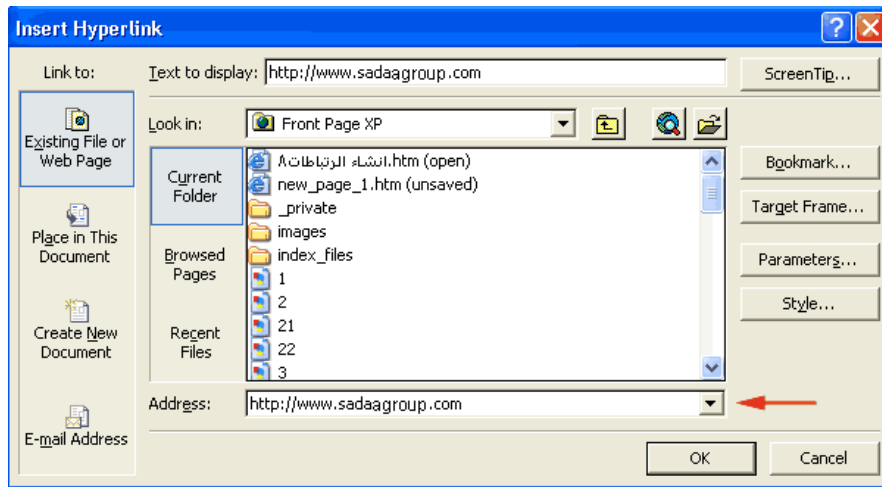 Insert Hyperlink
Link to:
Text to display: http://www.sadaagroup.com
ScreenTip...
Existing File or
Web Page
Place in This
Document
Create New
Document
E-mail Address
Look in: Front Page XP
Current
Folder
Browsed
Pages
Recent
Files
انشاء الرتباطات8.htm (open)
new_page_1.htm (unsaved)
_private
images
index_files
1
2
21
22
3
Bookmark...
Target Frame...
Parameters...
Style...
Address: http://www.sadaagroup.com
OK
Cancel